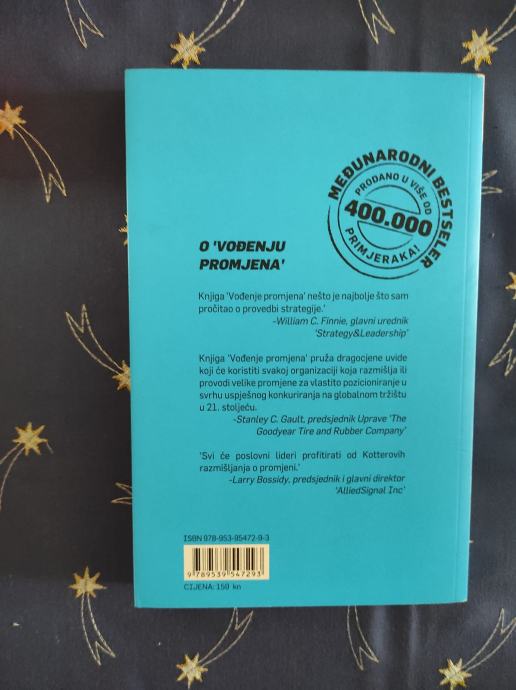 MEĐUNARODNI BESTSELER
PRODANO U VIŠE OD
400.000
PRIMJERAKA!
O 'VOĐENJU
PROMJENA'
Knjiga 'Vođenje promjena' nešto je najbolje što sam
pročitao o provedbi strategije.'
-William C. Finnie, glavni urednik
'Strategy&Leadership'
Knjiga 'Vođenje promjena' pruža dragocjene uvide
koji će koristiti svakoj organizaciji koja razmišlja ili
provodi velike promjene za vlastito pozicioniranje u
svrhu uspješnog konkuriranja na globalnom tržištu
u 21. stoljeću.
-Stanley C. Gault, predsjednik Uprave 'The
Goodyear Tire and Rubber Company'
'Svi će poslovni lideri profitirati od Kotterovih
razmišljanja o promjeni.'
-Larry Bossidy, predsjednik i glavni direktor
'AlliedSignal Inc'
ISBN 978-953-95472-9-3
9 789539 547293
CIJENA: 159 kn